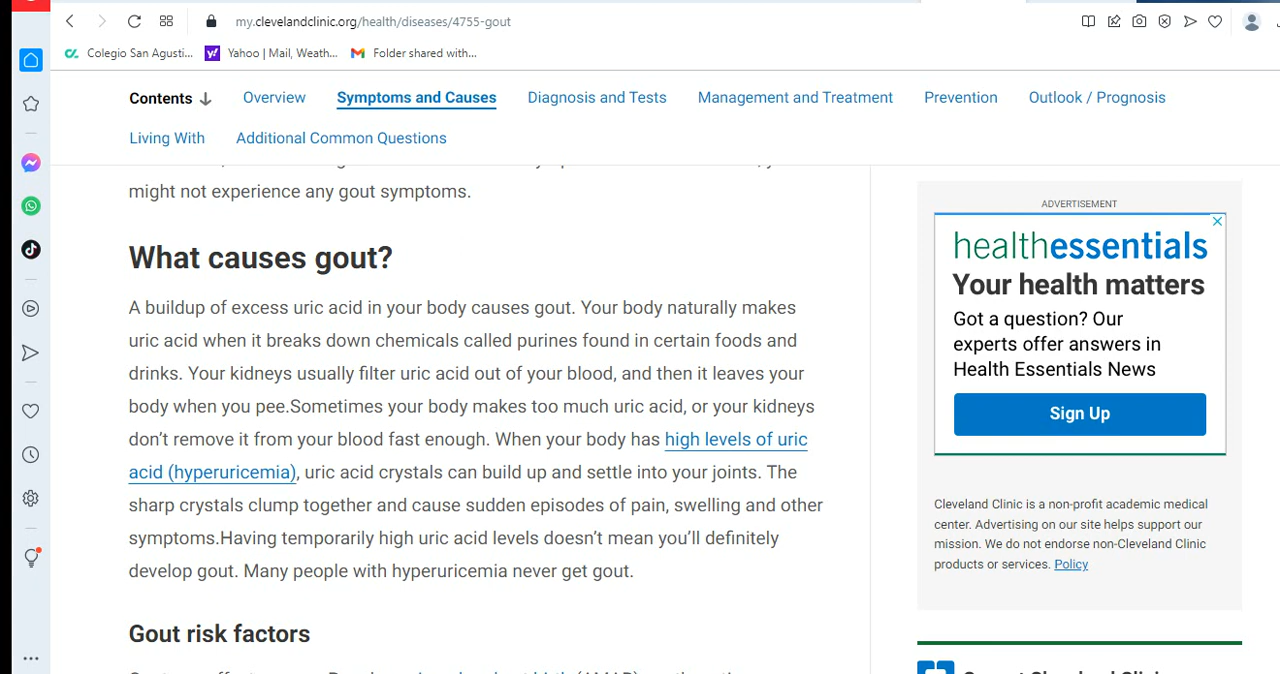 my.clevelandclinic.org/health/diseases/4755-gout
Colegio San Agusti...
Yahoo | Mail, Weath...
Folder shared with...
Contents
Overview
Symptoms and Causes
Diagnosis and Tests
Management and Treatment
Prevention
Outlook / Prognosis
Living With
Additional Common Questions
might not experience any gout symptoms.
What causes gout?
A buildup of excess uric acid in your body causes gout. Your body naturally makes
uric acid when it breaks down chemicals called purines found in certain foods and
drinks. Your kidneys usually filter uric acid out of your blood, and then it leaves your
body when you pee.Sometimes your body makes too much uric acid, or your kidneys
don’t remove it from your blood fast enough. When your body has high levels of uric
acid (hyperuricemia), uric acid crystals can build up and settle into your joints. The
sharp crystals clump together and cause sudden episodes of pain, swelling and other
symptoms.Having temporarily high uric acid levels doesn’t mean you’ll definitely
develop gout. Many people with hyperuricemia never get gout.
Gout risk factors
ADVERTISEMENT
healthessentials
Your health matters
Got a question? Our
experts offer answers in
Health Essentials News
Sign Up
Cleveland Clinic is a non-profit academic medical
center. Advertising on our site helps support our
mission. We do not endorse non-Cleveland Clinic
products or services. Policy